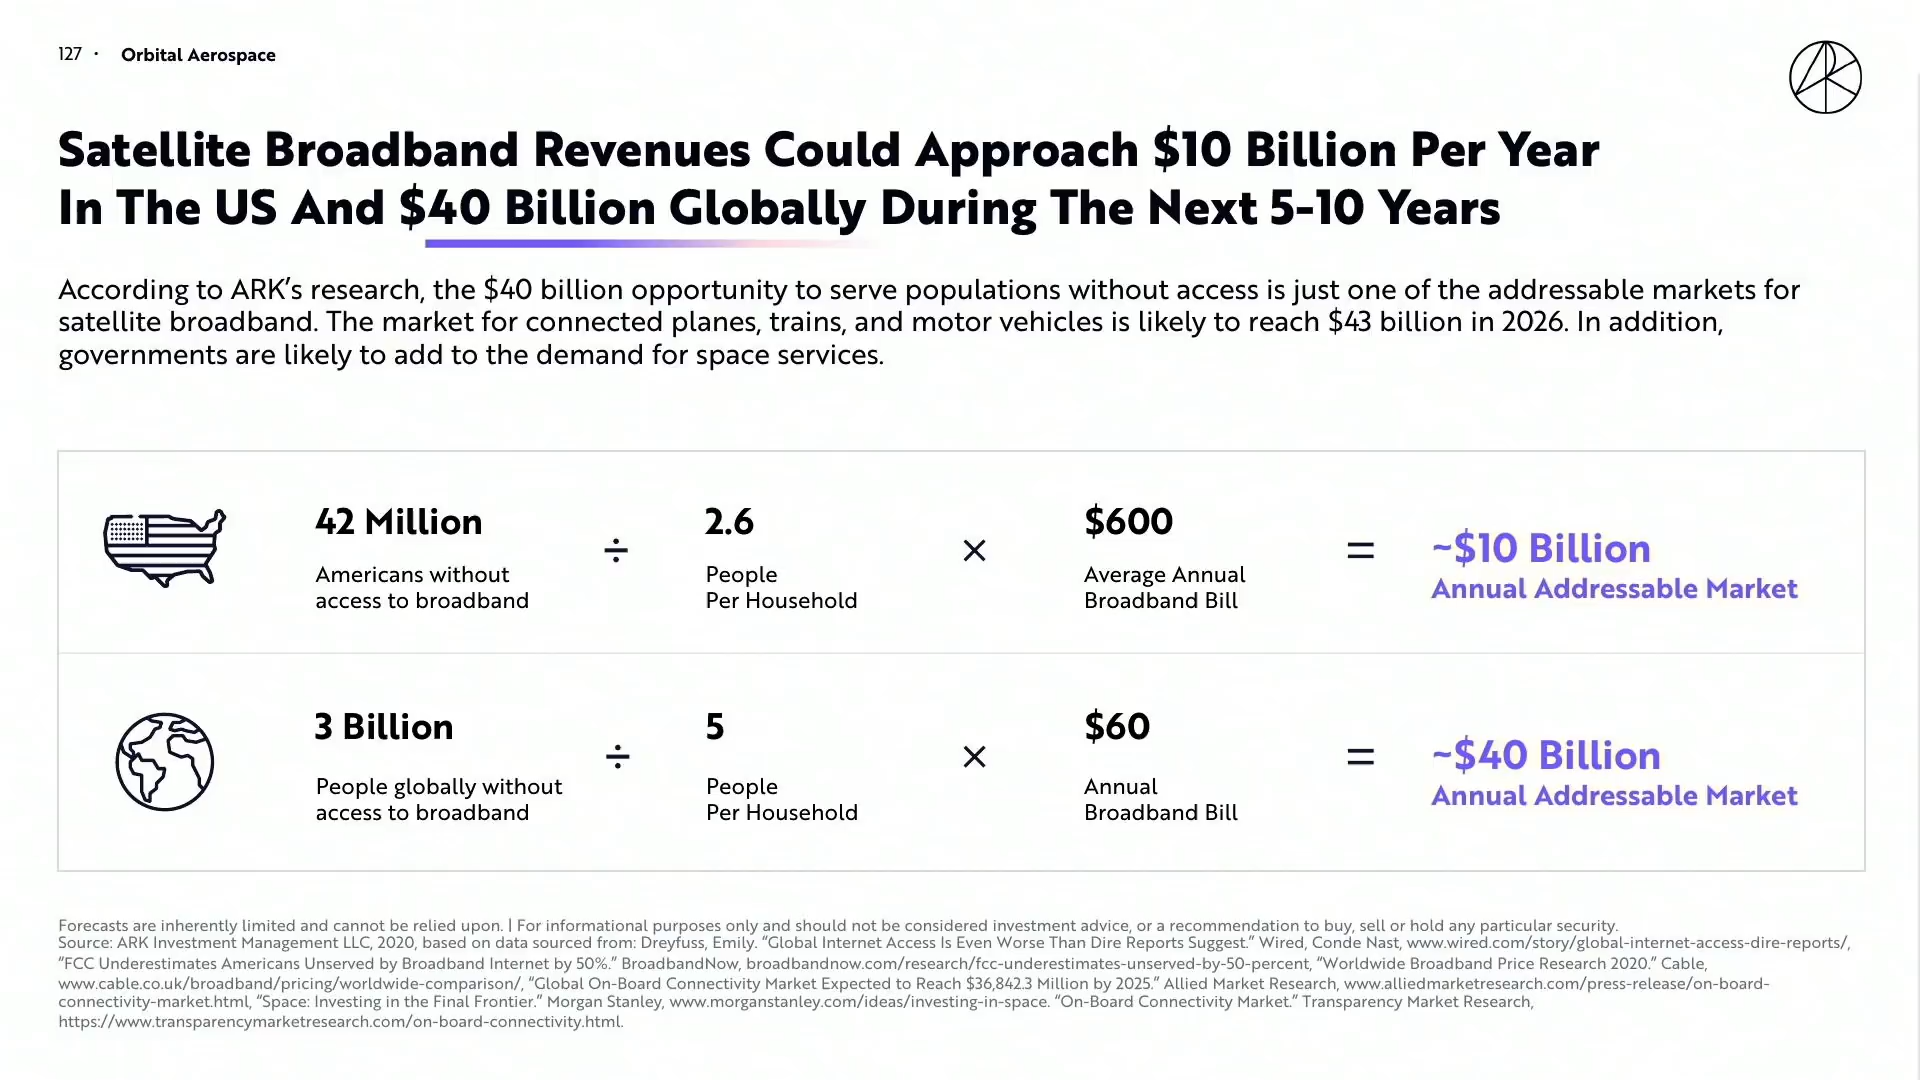 127 · Orbital Aerospace
Satellite Broadband Revenues Could Approach $10 Billion Per Year
In The US And $40 Billion Globally During The Next 5-10 Years
According to ARK’s research, the $40 billion opportunity to serve populations without access is just one of the addressable markets for
satellite broadband. The market for connected planes, trains, and motor vehicles is likely to reach $43 billion in 2026. In addition,
governments are likely to add to the demand for space services.
42 Million
Americans without
access to broadband
÷
2.6
People
Per Household
×
$600
Average Annual
Broadband Bill
=
~$10 Billion
Annual Addressable Market
3 Billion
People globally without
access to broadband
÷
5
People
Per Household
×
$60
Annual
Broadband Bill
=
~$40 Billion
Annual Addressable Market
Forecasts are inherently limited and cannot be relied upon. | For informational purposes only and should not be considered investment advice, or a recommendation to buy, sell or hold any particular security.
Source: ARK Investment Management LLC, 2020, based on data sourced from: Dreyfuss, Emily. “Global Internet Access Is Even Worse Than Dire Reports Suggest.” Wired, Conde Nast, www.wired.com/story/global-internet-access-dire-reports/,
“FCC Underestimates Americans Unserved by Broadband Internet by 50%.” BroadbandNow, broadbandnow.com/research/fcc-underestimates-unserved-by-50-percent, “Worldwide Broadband Price Research 2020.” Cable,
www.cable.co.uk/broadband/pricing/worldwide-comparison/, “Global On-Board Connectivity Market Expected to Reach $36,842.3 Million by 2025.” Allied Market Research, www.alliedmarketresearch.com/press-release/on-board-
connectivity-market.html, “Space: Investing in the Final Frontier.” Morgan Stanley, www.morganstanley.com/ideas/investing-in-space. “On-Board Connectivity Market.” Transparency Market Research,
https://www.transparencymarketresearch.com/on-board-connectivity.html.